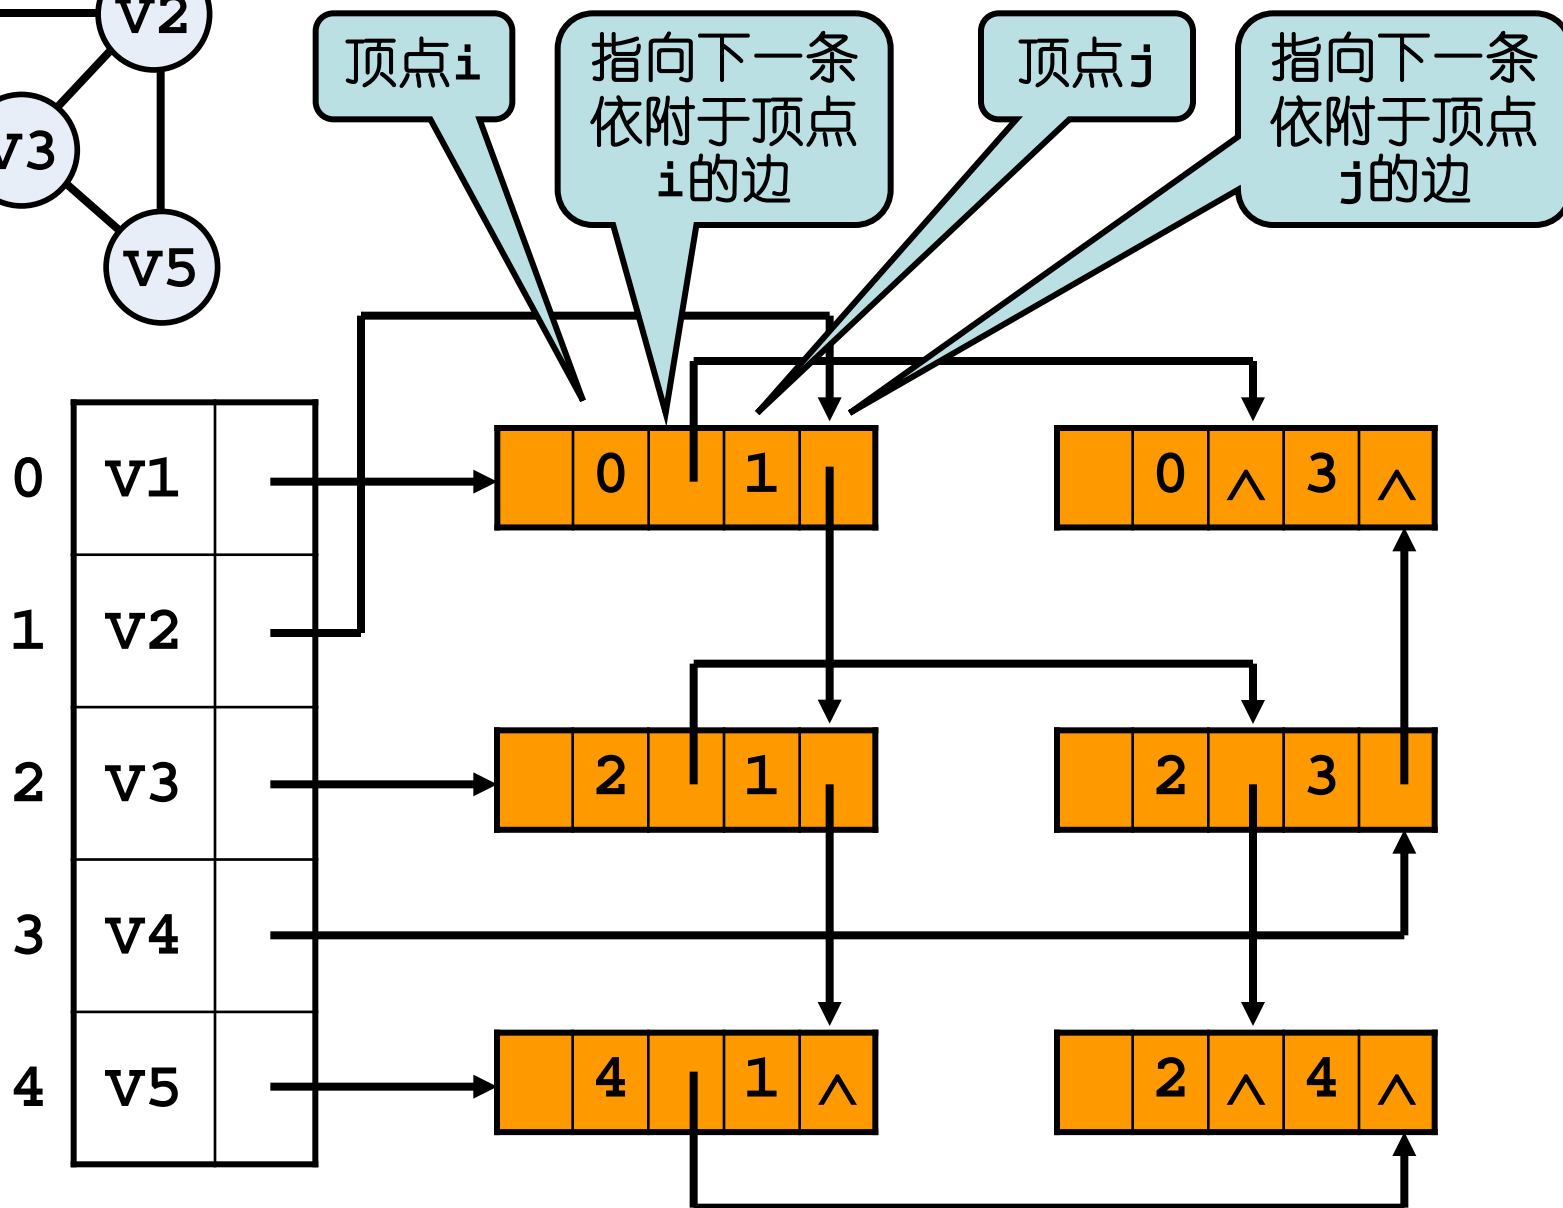 v2
顶点i
指向下一条
依附于顶点
i的边
顶点j
指向下一条
依附于顶点
j的边
v3
v5
0 v1 0 1 0 ^ 3 ^
1 v2
2 v3 2 1 2 3
3 v4
4 v5 4 1 ^ 2 ^ 4 ^